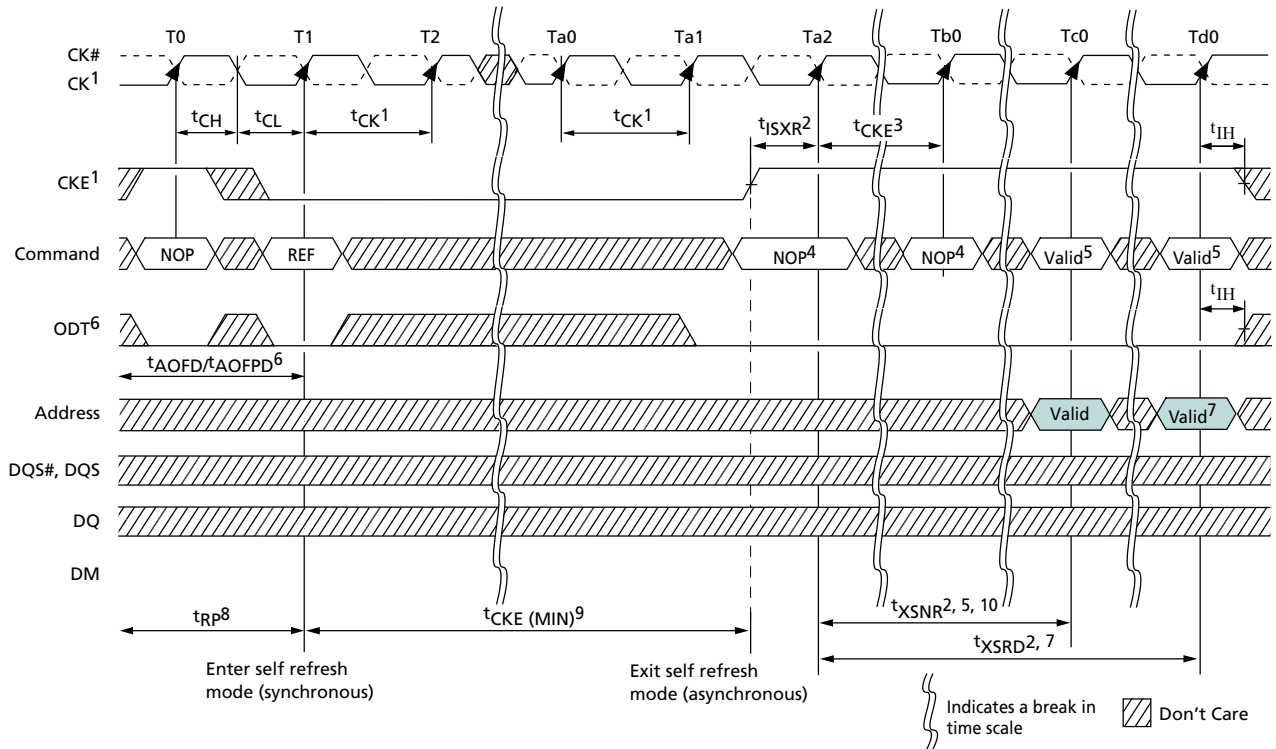 T0 T1 T2 Ta0 Ta1 Ta2 Tb0 Tc0 Td0
CK#
CK1
tCH tCL tCK1 tCK1 tISXR2 tCKE3 tIH
CKE1
Command NOP REF NOP4 NOP4 Valid5 Valid5
tIH
ODT6
tAOFD/tAOFPD6
Address Valid Valid7
DQS#, DQS
DQ
DM
tRP8 tCKE (MIN)9 tXSNR2, 5, 10
tXSRD2, 7
Enter self refresh
mode (synchronous)
Exit self refresh
mode (asynchronous)
Indicates a break in
time scale
Don't Care